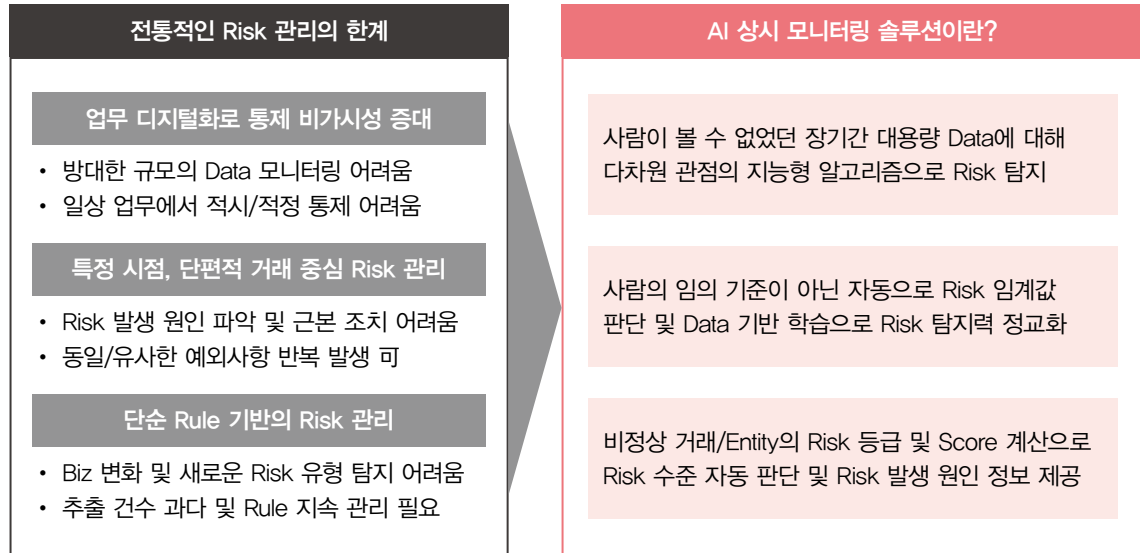 전통적인 Risk 관리의 한계
업무 디지털화로 통제 비가시성 증대
• 방대한 규모의 Data 모니터링 어려움
• 일상 업무에서 적시/적정 통제 어려움
특정 시점, 단편적 거래 중심 Risk 관리
• Risk 발생 원인 파악 및 근본 조치 어려움
• 동일/유사한 예외사항 반복 발생 可
단순 Rule 기반의 Risk 관리
• Biz 변화 및 새로운 Risk 유형 탐지 어려움
• 추출 건수 과다 및 Rule 지속 관리 필요
AI 상시 모니터링 솔루션이란?
사람이 볼 수 없었던 장기간 대용량 Data에 대해
다차원 관점의 지능형 알고리즘으로 Risk 탐지
사람의 임의 기준이 아닌 자동으로 Risk 임계값
판단 및 Data 기반 학습으로 Risk 탐지력 정교화
비정상 거래/Entity의 Risk 등급 및 Score 계산으로
Risk 수준 자동 판단 및 Risk 발생 원인 정보 제공